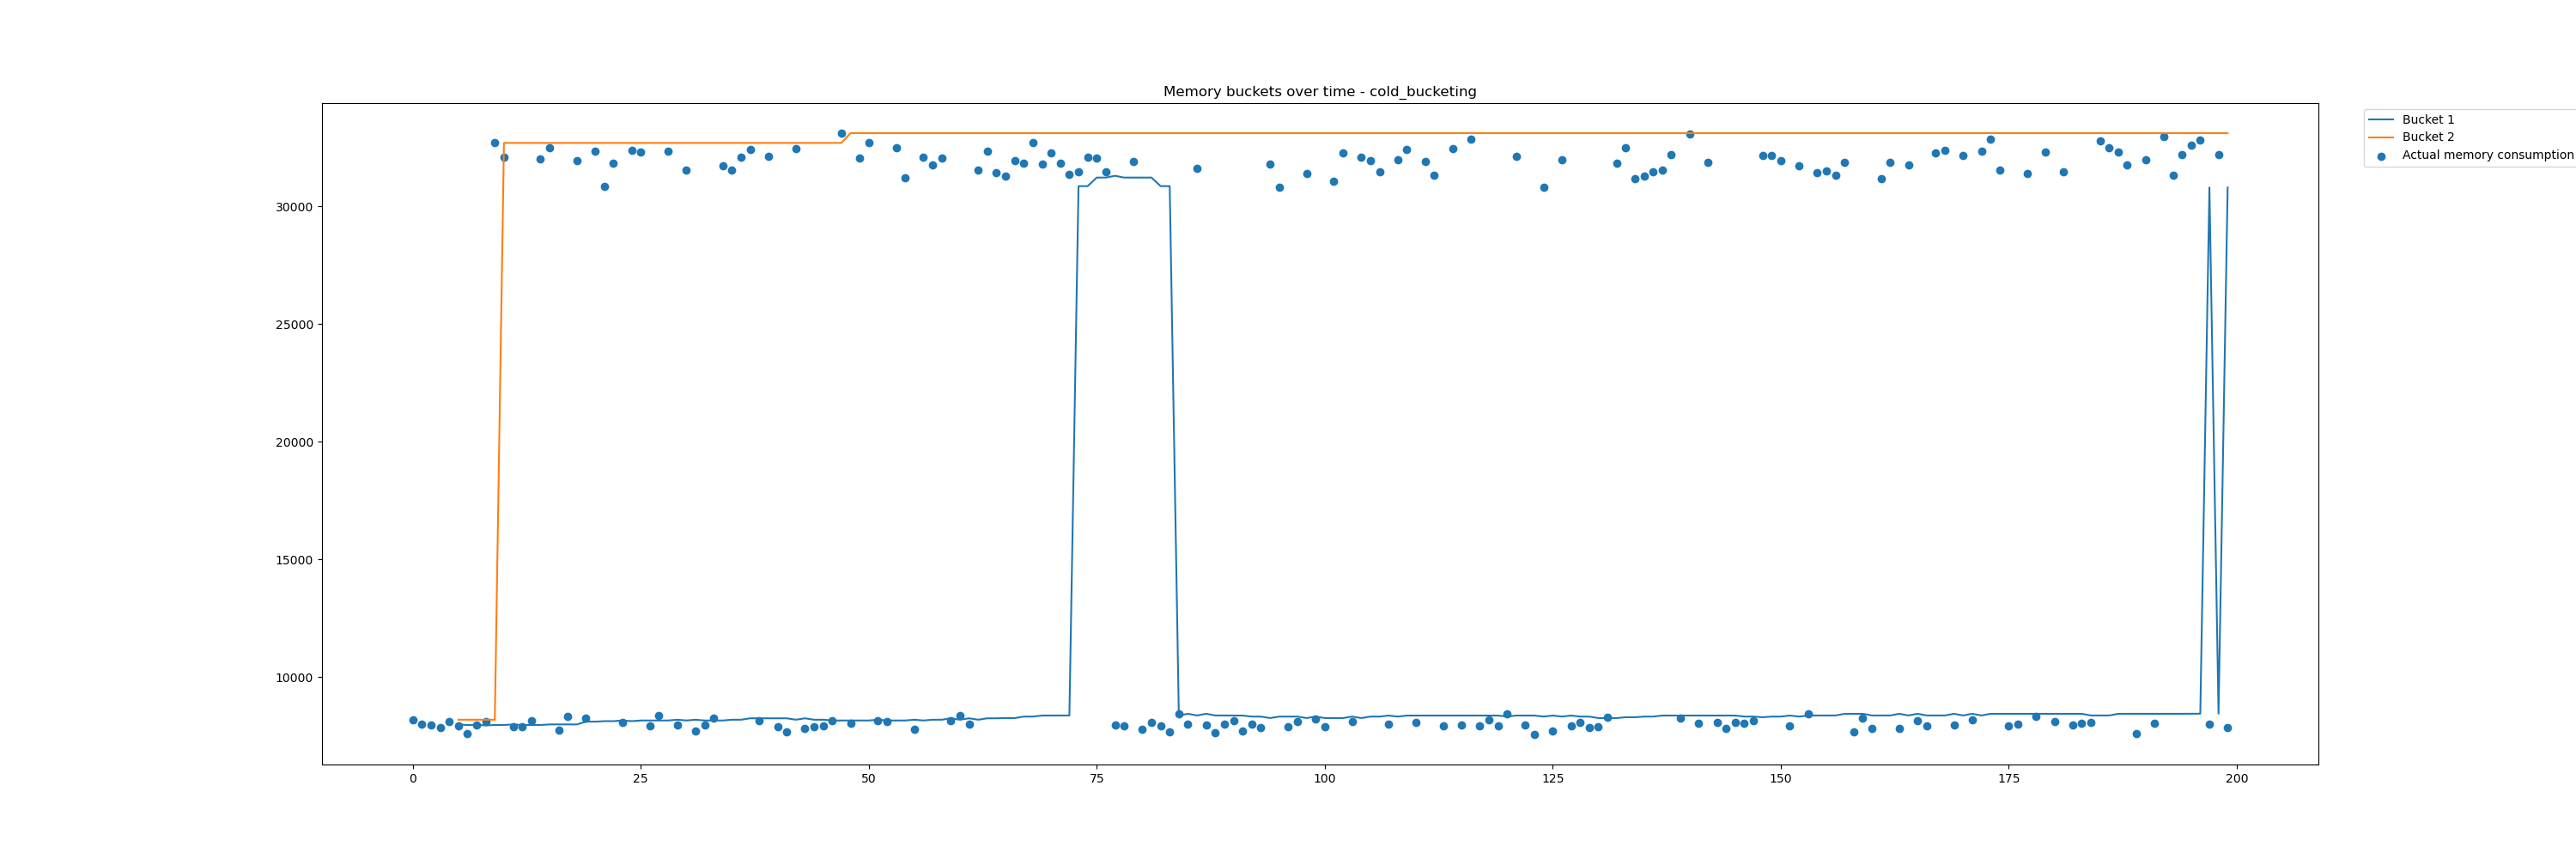 Memory buckets over time - cold_bucketing
Bucket 1
Bucket 2
Actual memory consumption
30000
25000
20000
15000
10000
0 25 50 75 100 125 150 175 200